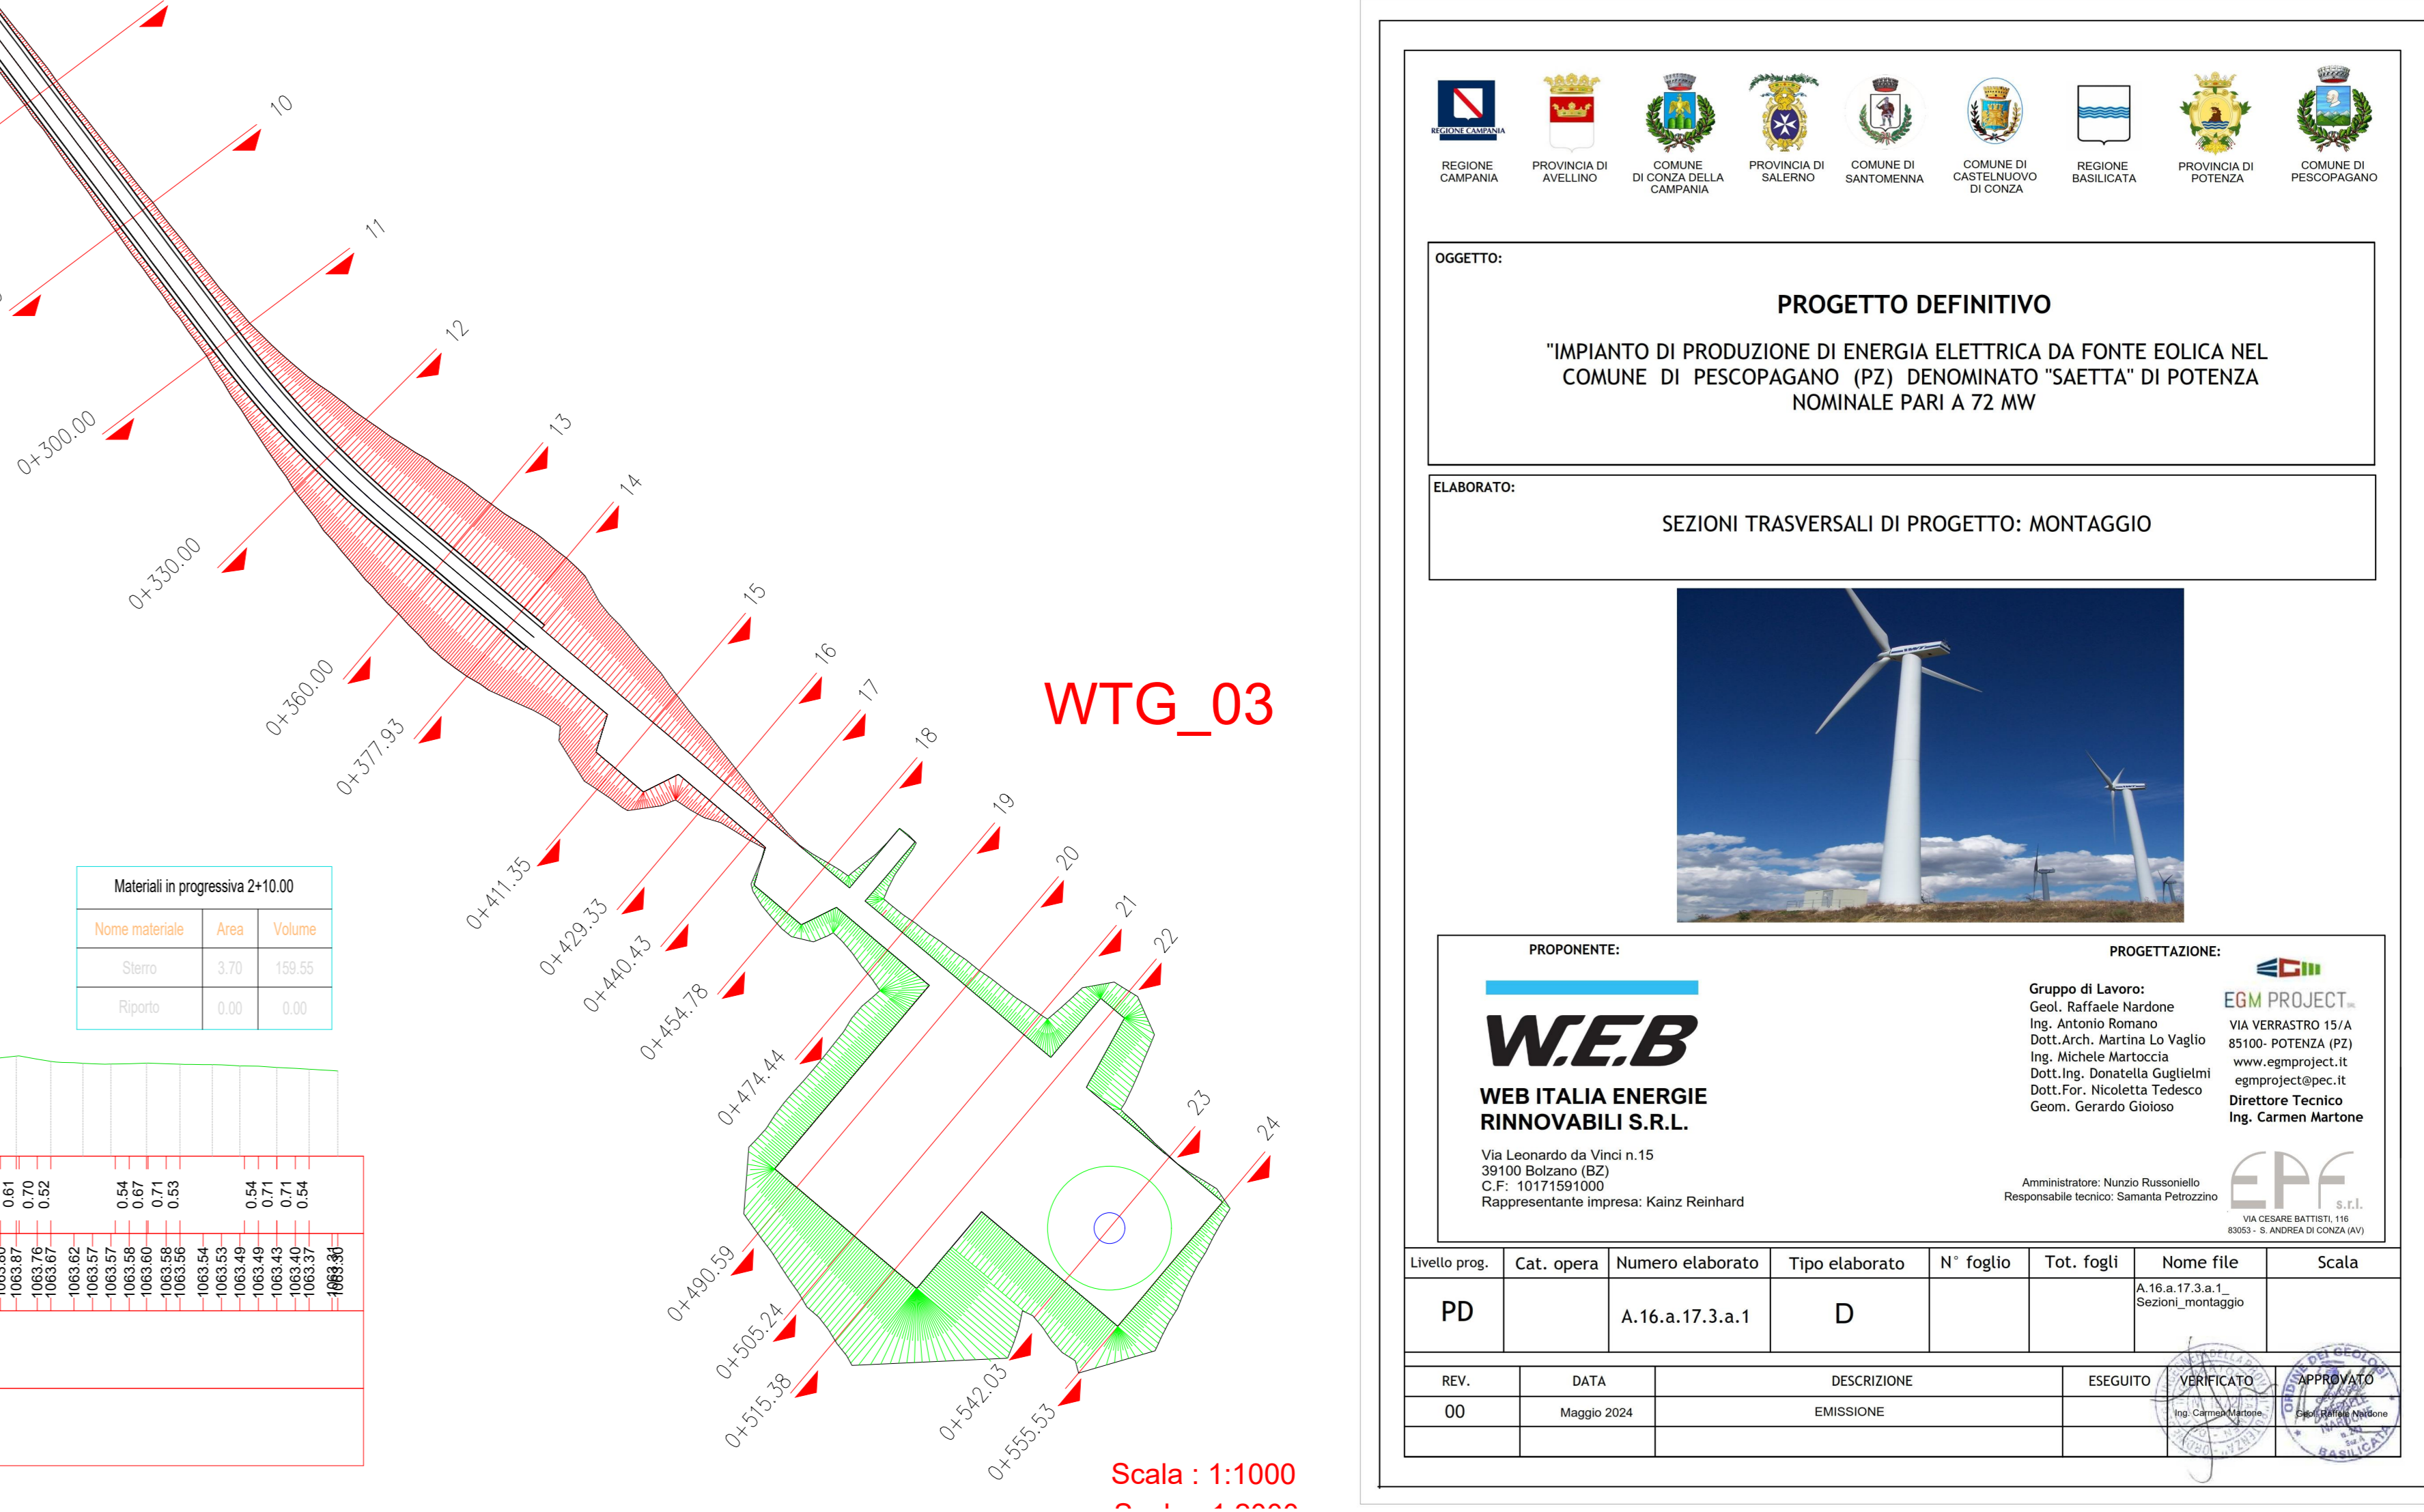 10
11
12
13
14
15
16
17
18
19
20
21
22
23
24
0+300.00
0+330.00
0+360.00
0+377.93
0+411.35
0+429.33
0+440.43
0+454.78
0+474.44
0+490.59
0+505.24
0+515.38
0+542.03
0+555.53
WTG_03
Materiali in progressiva 2+10.00
Nome materiale Area Volume
Sterro 3.70 159.55
Riporto 0.00 0.00
0.61 0.70 0.52 0.54 0.67 0.71 0.53 0.54 0.71 0.71 0.54
1063.87 1063.76 1063.67 1063.62 1063.57 1063.57 1063.58 1063.60 1063.58 1063.56 1063.54 1063.53 1063.49 1063.49 1063.43 1063.40 1063.37
Scala : 1:1000
REGIONE CAMPANIA
REGIONE
CAMPANIA
PROVINCIA DI
AVELLINO
COMUNE
DI CONZA DELLA
CAMPANIA
PROVINCIA DI
SALERNO
COMUNE DI
SANTOMENNA
COMUNE DI
CASTELNUOVO
DI CONZA
REGIONE
BASILICATA
PROVINCIA DI
POTENZA
COMUNE DI
PESCOPAGANO
OGGETTO:
PROGETTO DEFINITIVO
"IMPIANTO DI PRODUZIONE DI ENERGIA ELETTRICA DA FONTE EOLICA NEL
COMUNE DI PESCOPAGANO (PZ) DENOMINATO "SAETTA" DI POTENZA
NOMINALE PARI A 72 MW
ELABORATO:
SEZIONI TRASVERSALI DI PROGETTO: MONTAGGIO
PROPONENTE:
W.E.B
WEB ITALIA ENERGIE
RINNOVABILI S.R.L.
Via Leonardo da Vinci n.15
39100 Bolzano (BZ)
C.F: 10171591000
Rappresentante impresa: Kainz Reinhard
PROGETTAZIONE:
Gruppo di Lavoro:
Geol. Raffaele Nardone
Ing. Antonio Romano
Dott.Arch. Martina Lo Vaglio
Ing. Michele Martoccia
Dott.Ing. Donatella Guglielmi
Dott.For. Nicoletta Tedesco
Geom. Gerardo Gioioso
EGM PROJECT
VIA VERRASTRO 15/A
85100- POTENZA (PZ)
www.egmproject.it
egmproject@pec.it
Direttore Tecnico
Ing. Carmen Martone
Amministratore: Nunzio Russoniello
Responsabile tecnico: Samanta Petrozzino
EPF s.r.l.
VIA CESARE BATTISTI, 116
83053 - S. ANDREA DI CONZA (AV)
Livello prog. Cat. opera Numero elaborato Tipo elaborato N° foglio Tot. fogli Nome file Scala
PD A.16.a.17.3.a.1 D A.16.a.17.3.a.1_
Sezioni_montaggio
REV. DATA DESCRIZIONE ESEGUITO VERIFICATO APPROVATO
00 Maggio 2024 EMISSIONE Ing. Carmen Martone Geol. Raffaele Nardone
ORDINE DEI GEOLOGI
BASILICATA